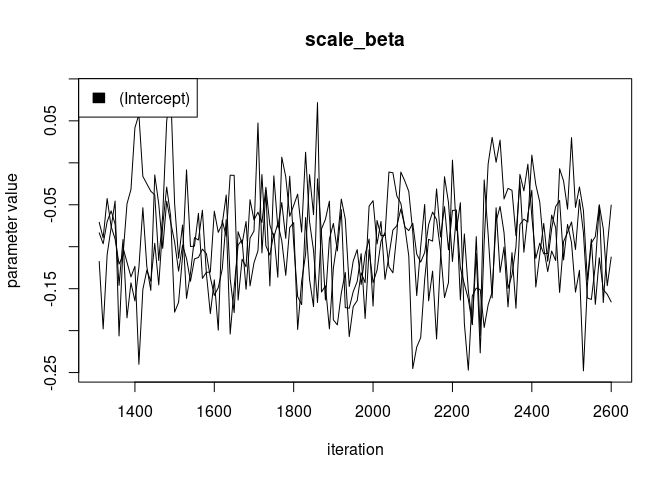 scale_beta
(Intercept)
parameter value
0.05
-0.05
-0.15
-0.25
1400 1600 1800 2000 2200 2400 2600
iteration